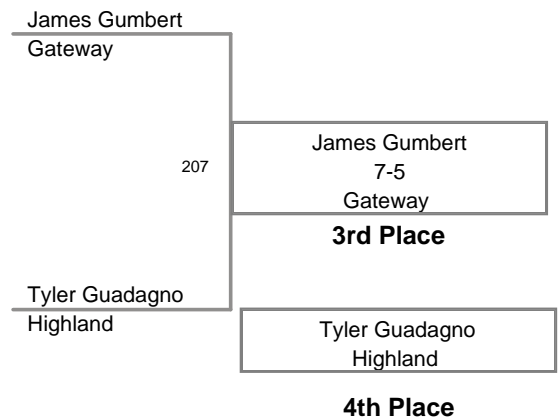 James Gumbert
Gateway
207
James Gumbert
7-5
Gateway
3rd Place
Tyler Guadagno
Highland
Tyler Guadagno
Highland
4th Place